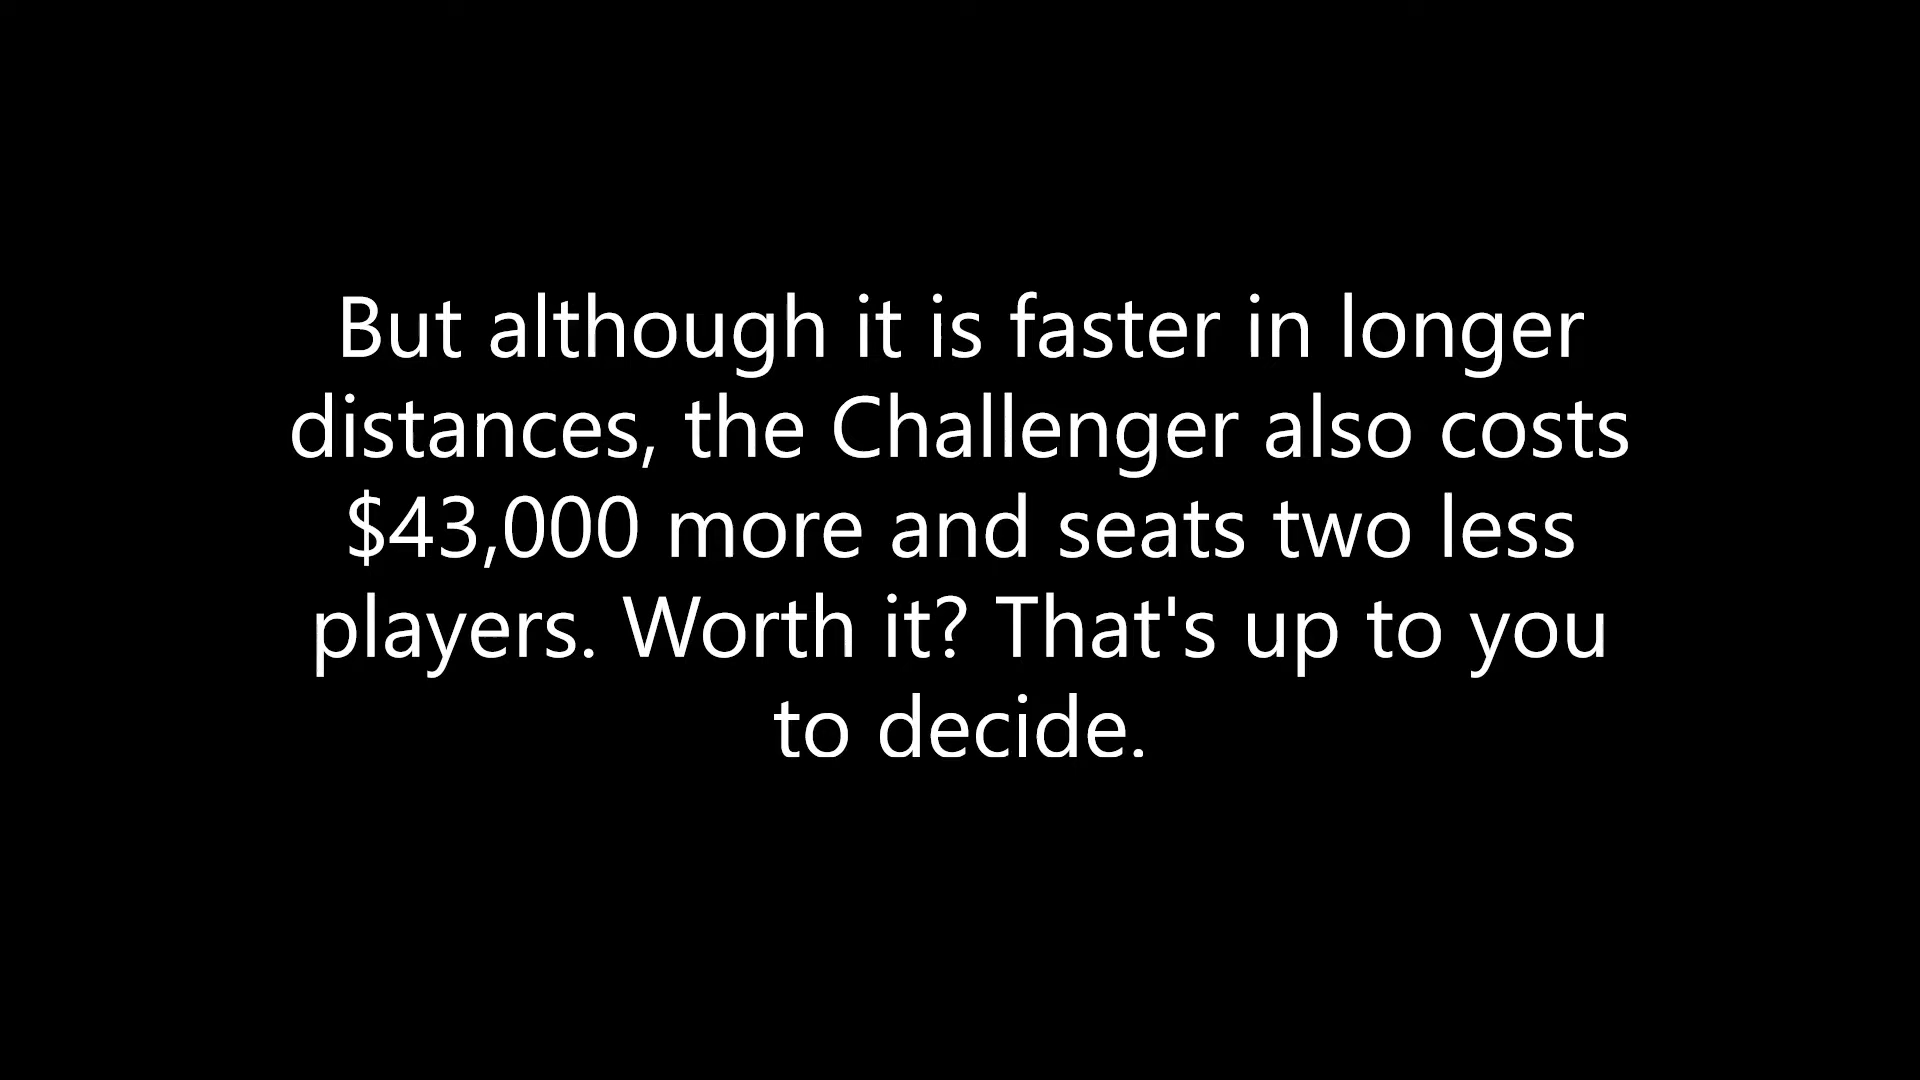 But although it is faster in longer
distances, the Challenger also costs
$43,000 more and seats two less
players. Worth it? That's up to you
to decide.